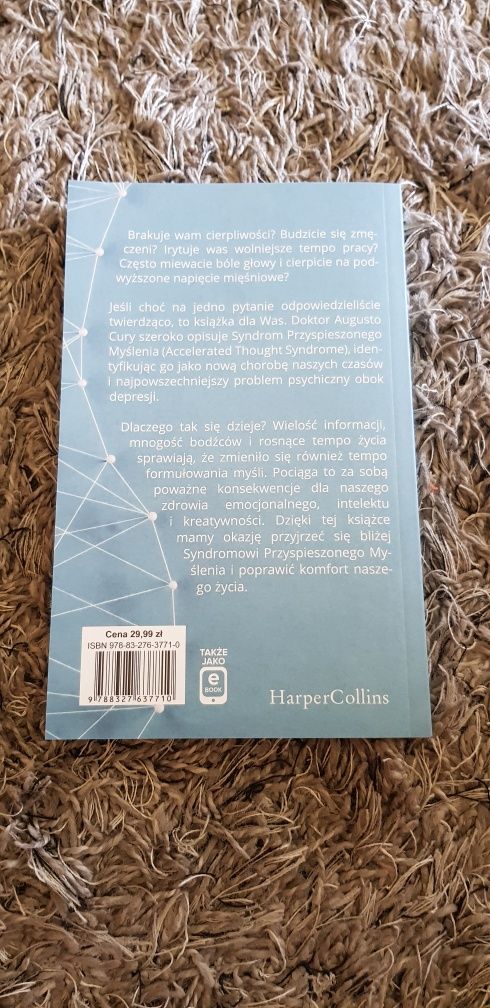 Brakuje wam cierpliwości? Budzicie się zmę-
czeni? Irytuje was wolniejsze tempo pracy?
Często miewacie bóle głowy i cierpicie na pod-
wyższone napięcie mięśniowe?
Jeśli choć na jedno pytanie odpowiedzieliście
twierdząco, to książka dla Was. Doktor Augusto
Cury szeroko opisuje Syndrom Przyspieszonego
Myślenia (Accelerated Thought Syndrome), iden-
tyfikując go jako nową chorobę naszych czasów
i najpowszechniejszy problem psychiczny obok
depresji.
Dlaczego tak się dzieje? Wielość informacji,
mnogość bodźców i rosnące tempo życia
sprawiają, że zmieniło się również tempo
formułowania myśli. Pociąga to za sobą
poważne konsekwencje dla naszego
zdrowia emocjonalnego, intelektu
i kreatywności. Dzięki tej książce
mamy okazję przyjrzeć się bliżej
Syndromowi Przyspieszonego My-
ślenia i poprawić komfort nasze-
go życia.
Cena 29,99 zł
ISBN 978-83-276-3771-0
9 788327 637710
TAKŻE
JAKO
e
BOOK
HarperCollins